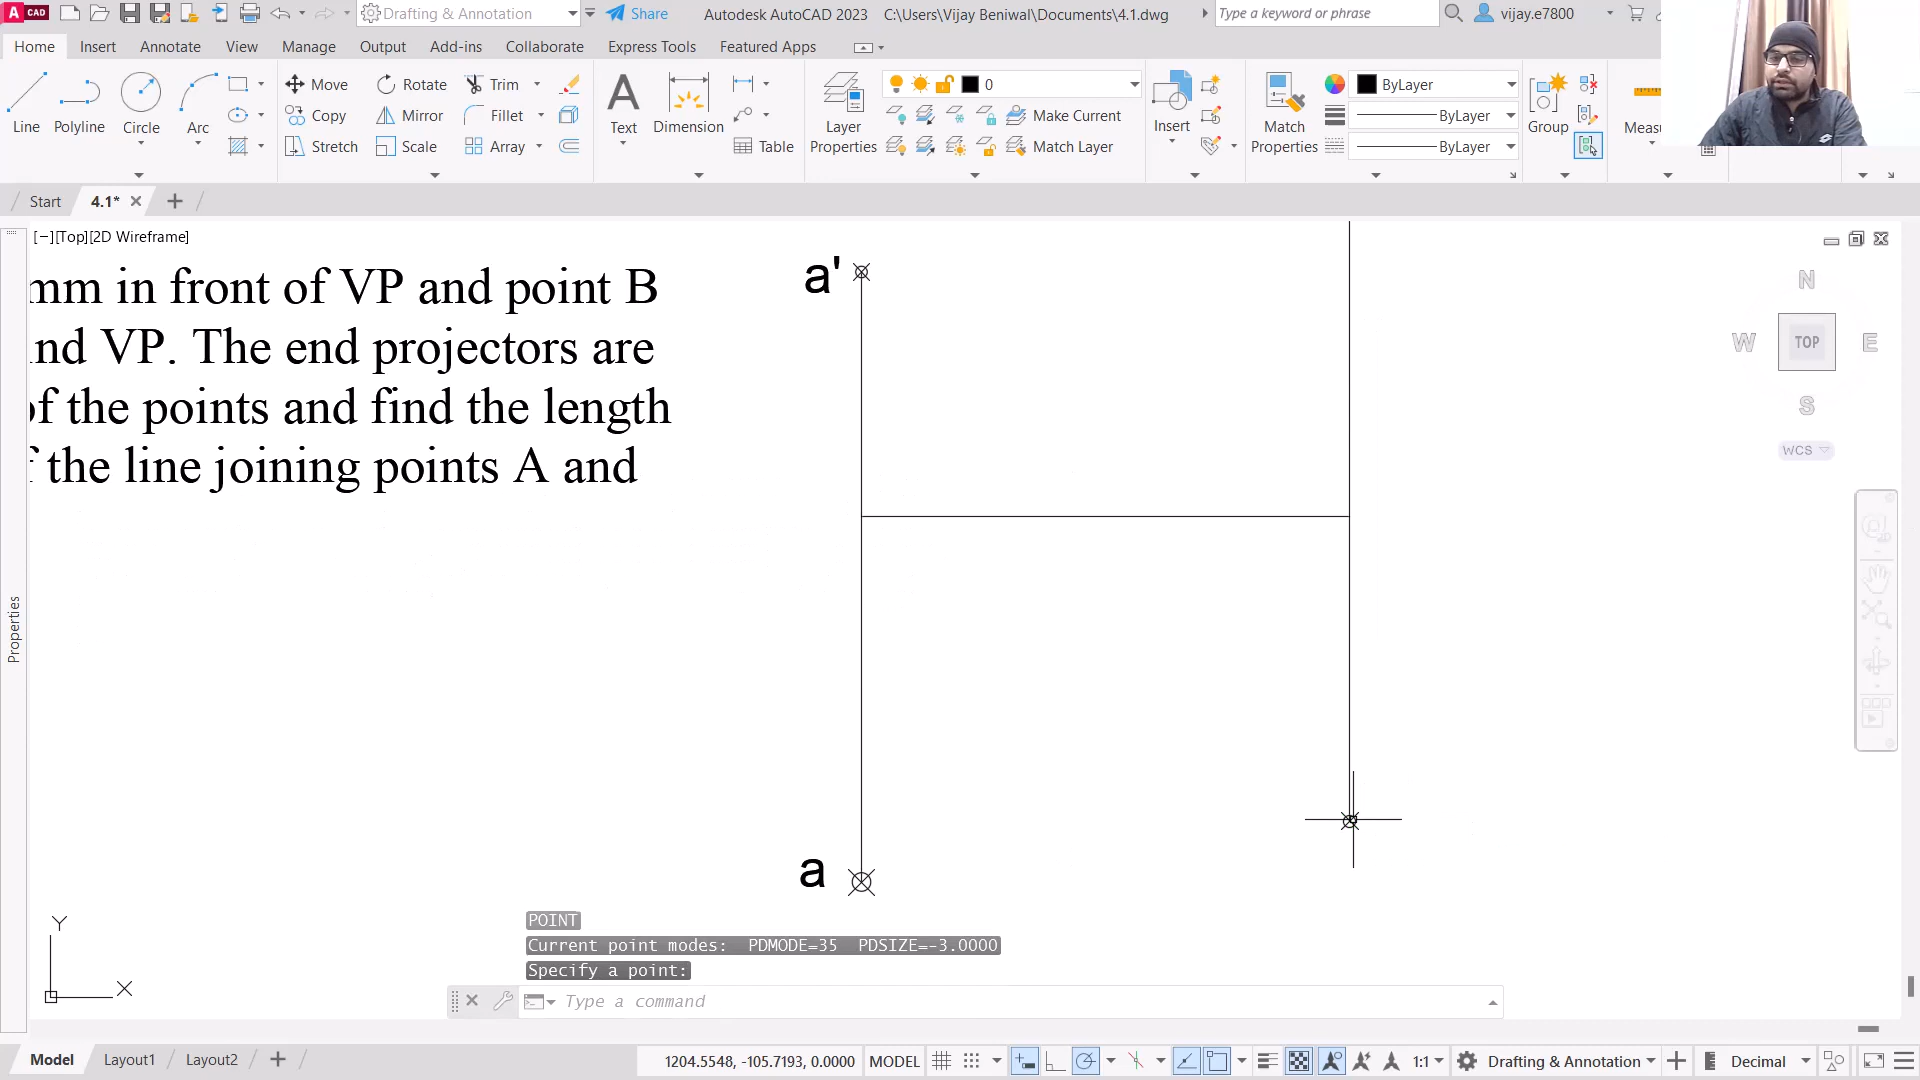 A CAD
Drafting & Annotation
Share
Autodesk AutoCAD 2023 C:\Users\Vijay Beniwal\Documents\4.1.dwg
Type a keyword or phrase
vijay.e7800
Home Insert Annotate View Manage Output Add-ins Collaborate Express Tools Featured Apps
Line
Polyline
Circle
Arc
Move
Rotate
Trim
Copy
Mirror
Fillet
Stretch
Scale
Array
Text
Dimension
Table
Layer
Properties
0
Make Current
Match Layer
Insert
Match
Properties
ByLayer
ByLayer
ByLayer
Group
Start
4.1*
[−][Top][2D Wireframe]
mm in front of VP and point B
VP. The end projectors are
the points and find the length
the line joining points A and
a'
a
N
W
TOP
E
S
WCS
Properties
Y
X
POINT
Current point modes: PDMODE=35 PDSIZE=-3.0000
Specify a point:
Type a command
Model
Layout1
Layout2
1204.5548, -105.7193, 0.0000
MODEL
1:1
Drafting & Annotation
Decimal